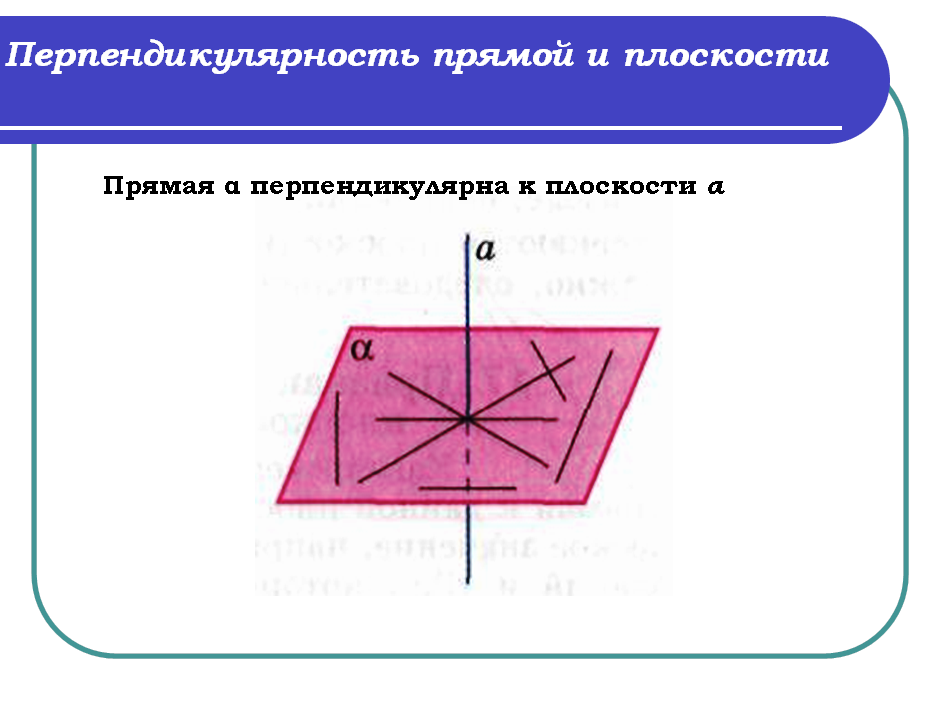 Перпендикулярность прямой и плоскости
Прямая α перпендикулярна к плоскости a
a
α